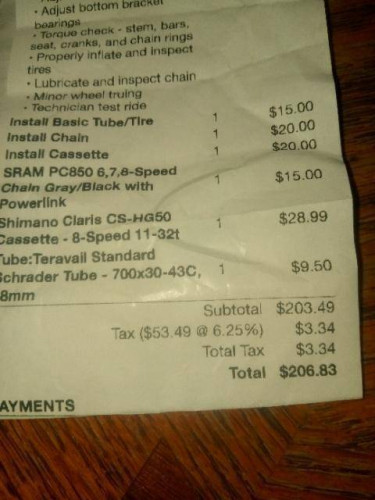 • Adjust bottom bracket
bearings
• Torque check - stem, bars,
seat, cranks, and chain rings
• Properly inflate and inspect
tires
• Lubricate and inspect chain
• Minor wheel truing
• Technician test ride
Install Basic Tube/Tire 1 $15.00
Install Chain 1 $20.00
Install Cassette 1 $20.00
SRAM PC850 6,7,8-Speed
Chain Gray/Black with 1 $15.00
Powerlink
Shimano Claris CS-HG50 1 $28.99
Cassette - 8-Speed 11-32t
Tube:Teravail Standard
Schrader Tube - 700x30-43C, 1 $9.50
8mm
Subtotal $203.49
Tax ($53.49 @ 6.25%) $3.34
Total Tax $3.34
Total $206.83
AYMENTS